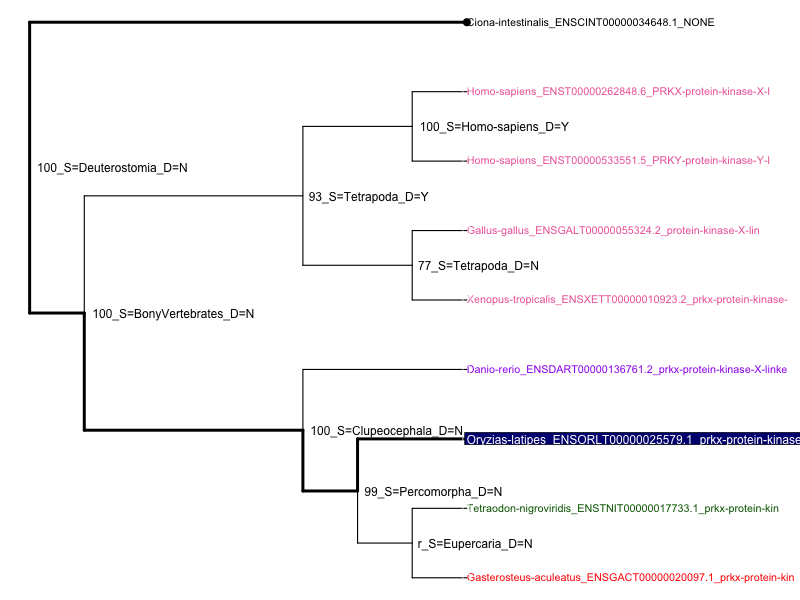 Ciona-intestinalis_ENSCINT00000034648.1_NONE
Homo-sapiens_ENST00000262848.6_PRKX-protein-kinase-X-l
100_S=Homo-sapiens_D=Y
Homo-sapiens_ENST00000533551.5_PRKY-protein-kinase-Y-l
100_S=Deuterostomia_D=N
93_S=Tetrapoda_D=Y
Gallus-gallus_ENSGALT00000055324.2_protein-kinase-X-lin
77_S=Tetrapoda_D=N
Xenopus-tropicalis_ENSXETT00000010923.2_prkx-protein-kinase-
100_S=BonyVertebrates_D=N
Danio-rerio_ENSDART00000136761.2_prkx-protein-kinase-X-linke
100_S=Clupeocephala_D=N
Oryzias-latipes_ENSORLT00000025579.1_prkx-protein-kinase
99_S=Percomorpha_D=N
Tetraodon-nigroviridis_ENSTNIT00000017733.1_prkx-protein-kin
r_S=Eupercaria_D=N
Gasterosteus-aculeatus_ENSGACT00000020097.1_prkx-protein-kin